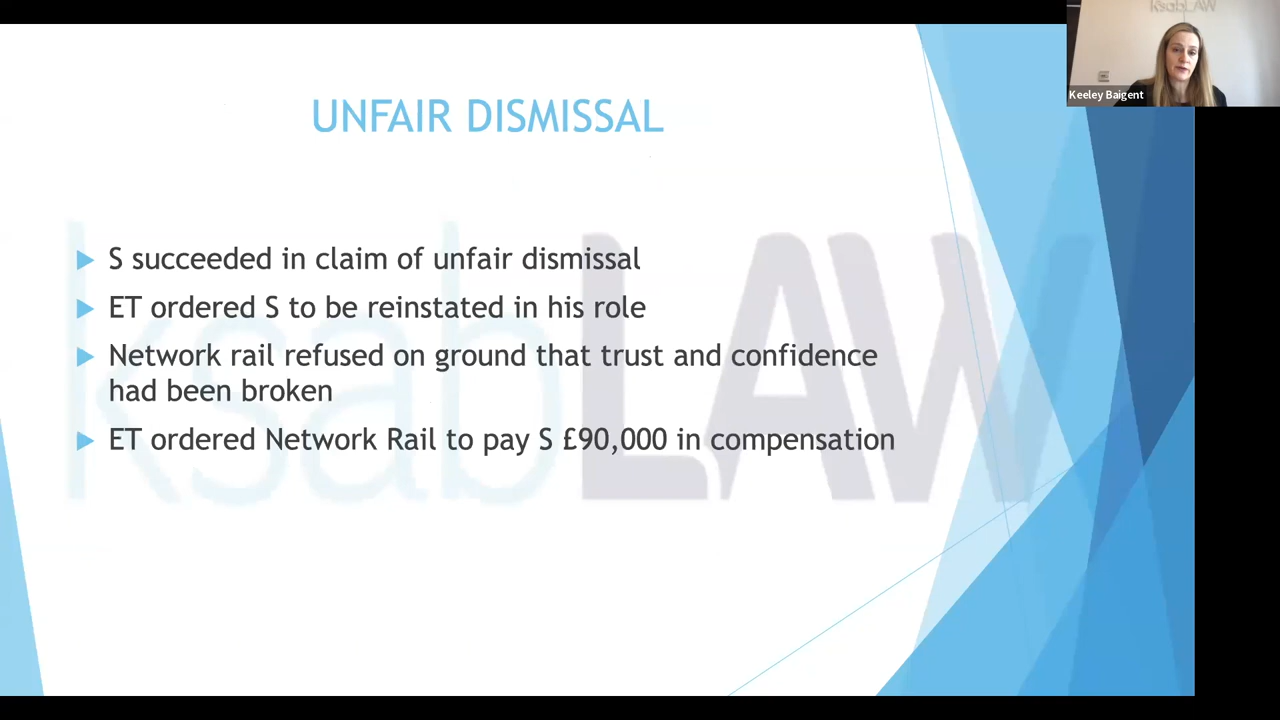 ksabLAW
Keeley Baigent
UNFAIR DISMISSAL
S succeeded in claim of unfair dismissal
ET ordered S to be reinstated in his role
Network rail refused on ground that trust and confidence
had been broken
ET ordered Network Rail to pay S £90,000 in compensation
ksabLAW